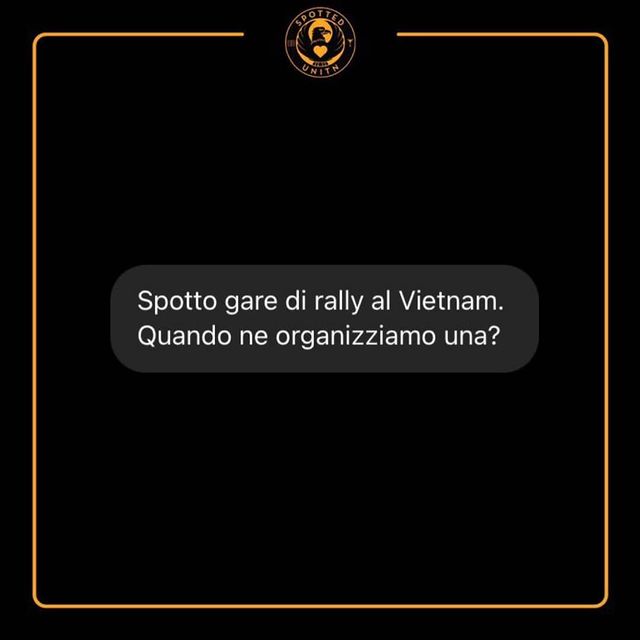 SPOTTED
UNITN
Spotto gare di rally al Vietnam.
Quando ne organizziamo una?